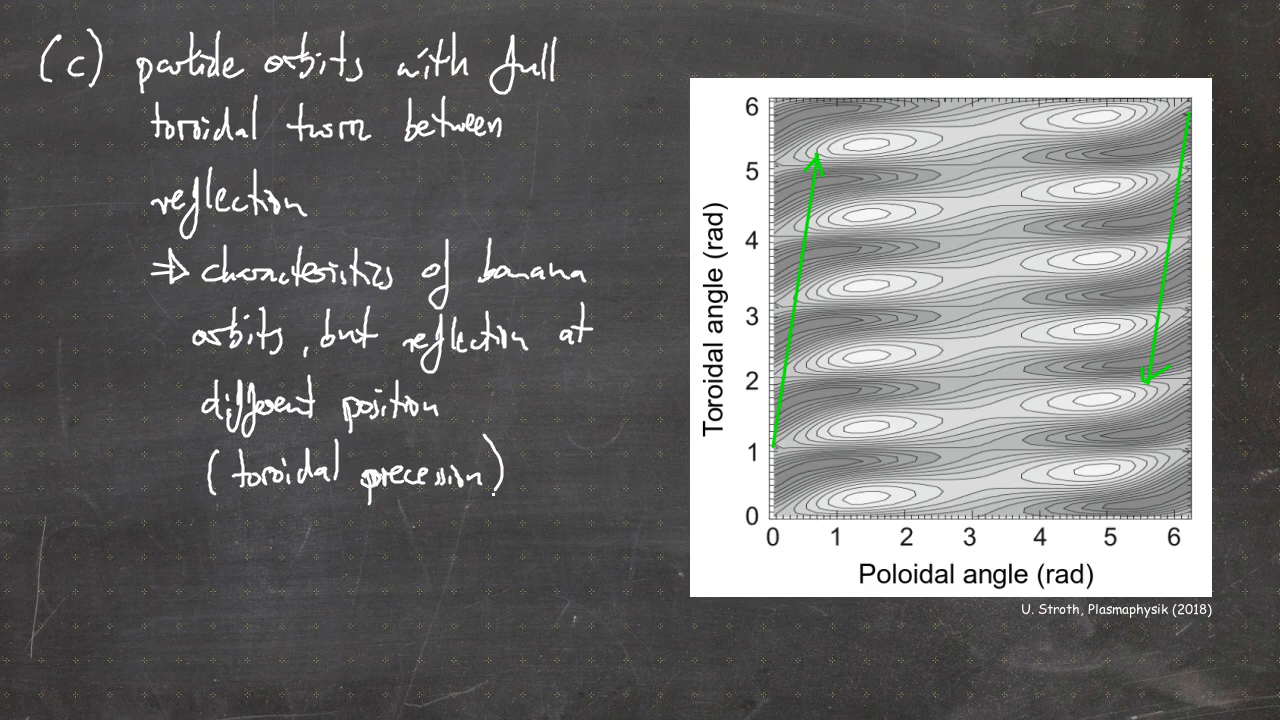 (c) particle orbits with full
toroidal turn between
reflection
⇒ characteristics of banana
orbits, but reflection at
different position
(toroidal precession)
6
5
4
3
2
1
0
Toroidal angle (rad)
0 1 2 3 4 5 6
Poloidal angle (rad)
U. Stroth, Plasmaphysik (2018)